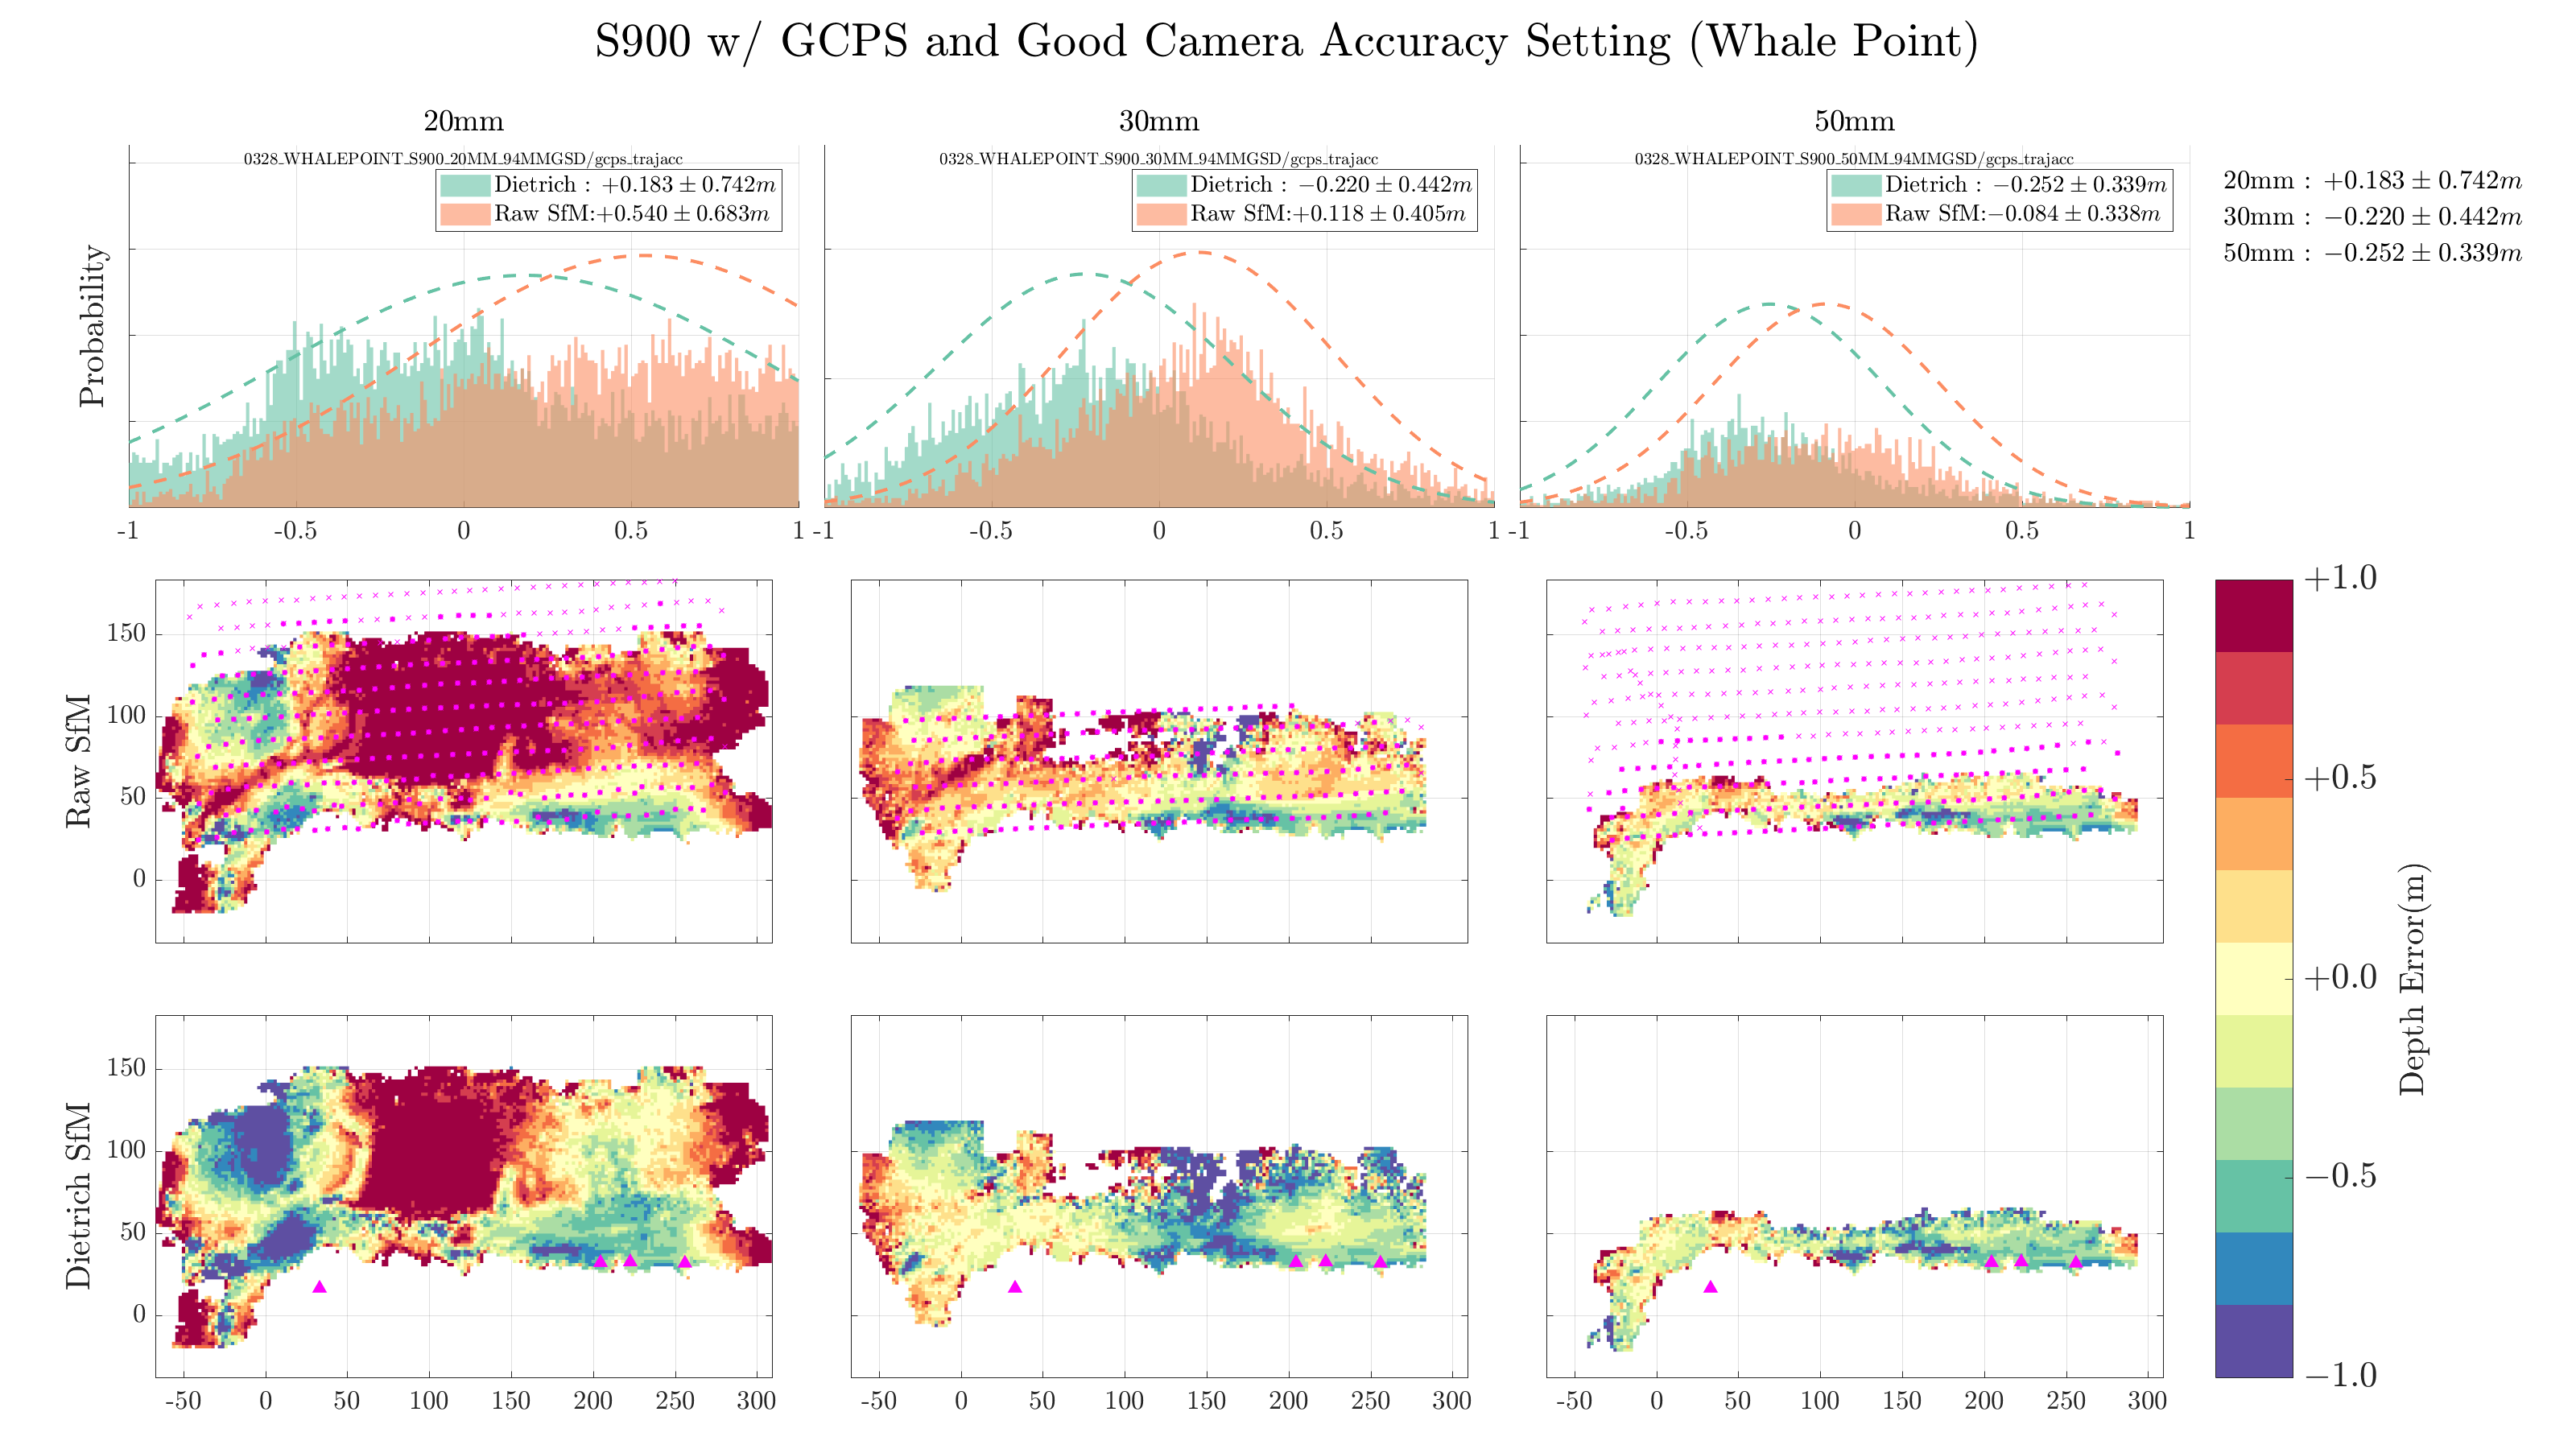 S900 w/ GCPS and Good Camera Accuracy Setting (Whale Point)
20mm
30mm
50mm
0328_WHALEPOINT_S900_20MM_94MMGSD/gcps_trajacc
Dietrich : +0.183 ± 0.742m
Raw SfM:+0.540 ± 0.683m
0328_WHALEPOINT_S900_30MM_94MMGSD/gcps_trajacc
Dietrich : −0.220 ± 0.442m
Raw SfM:+0.118 ± 0.405m
0328_WHALEPOINT_S900_50MM_94MMGSD/gcps_trajacc
Dietrich : −0.252 ± 0.339m
Raw SfM:−0.084 ± 0.338m
20mm : +0.183 ± 0.742m
30mm : −0.220 ± 0.442m
50mm : −0.252 ± 0.339m
Probability
-1 -0.5 0 0.5 1
-1 -0.5 0 0.5 1
-1 -0.5 0 0.5 1
Raw SfM
150
100
50
0
Dietrich SfM
150
100
50
0
-50 0 50 100 150 200 250 300
-50 0 50 100 150 200 250 300
-50 0 50 100 150 200 250 300
+1.0
+0.5
+0.0
−0.5
−1.0
Depth Error(m)